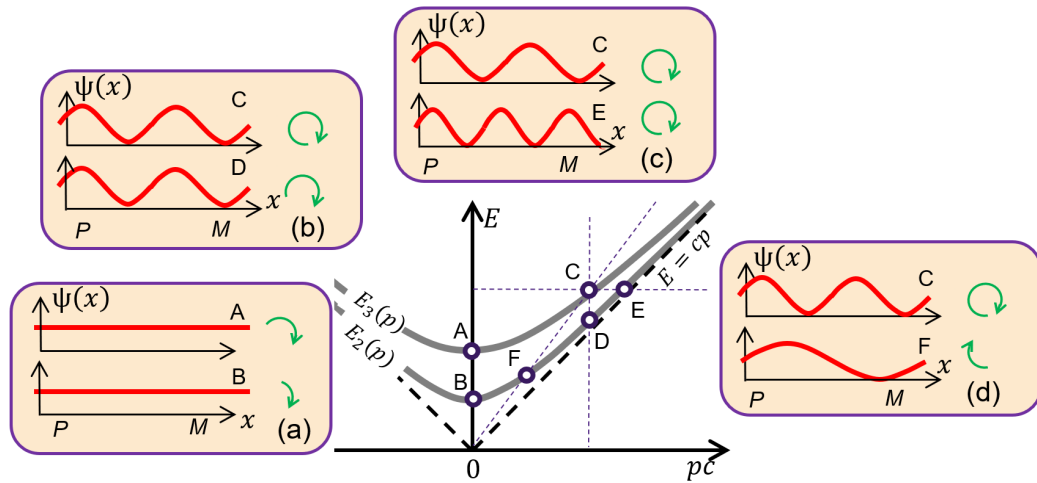 ψ(x)
C
E
x
P
M
(c)
ψ(x)
C
D
x
P
M
(b)
ψ(x)
A
B
x
P
M
(a)
E
E = cp
C
E
D
E₃(p)
E₂(p)
A
F
B
0
pc
ψ(x)
C
F
x
P
M
(d)